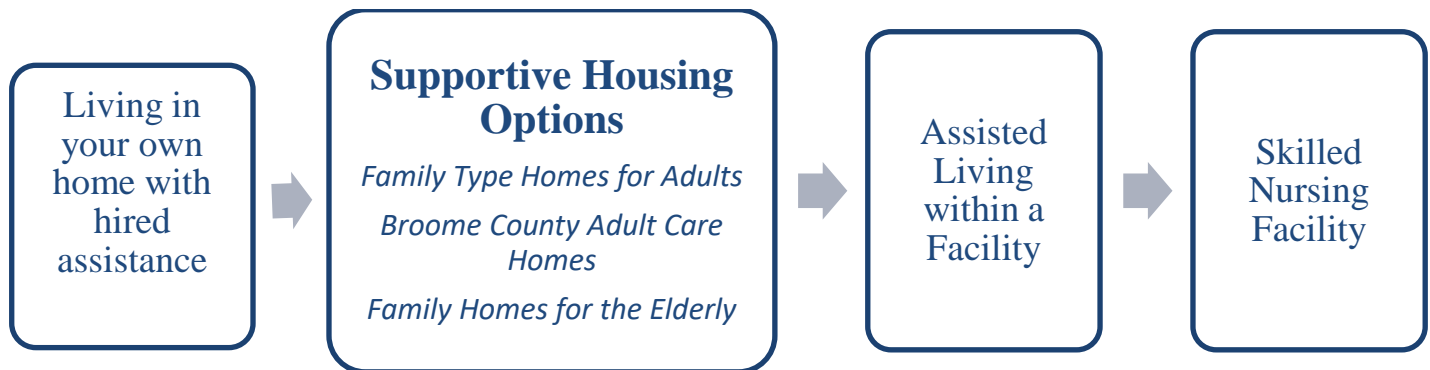 Living in
your own
home with
hired
assistance
Supportive Housing
Options
Family Type Homes for Adults
Broome County Adult Care
Homes
Family Homes for the Elderly
Assisted
Living
within a
Facility
Skilled
Nursing
Facility